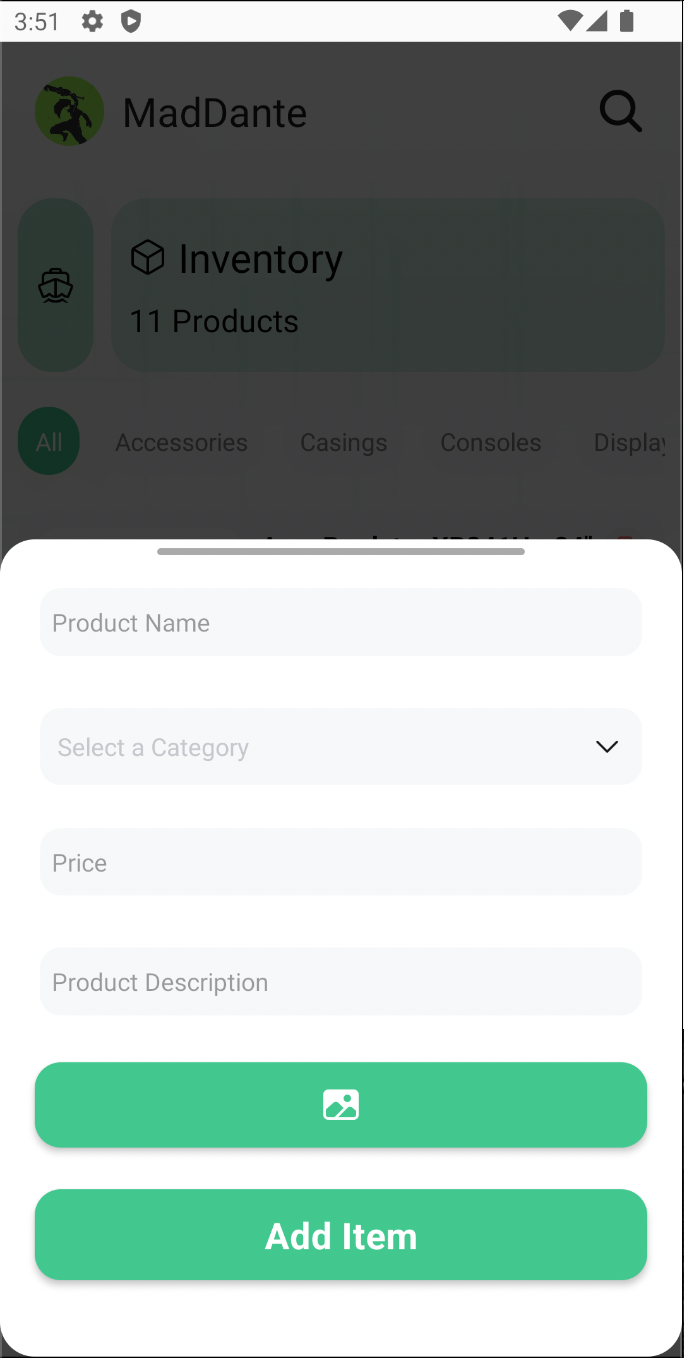 3:51
MadDante
Inventory
11 Products
All Accessories Casings Consoles Display
Product Name
Select a Category
Price
Product Description
Add Item